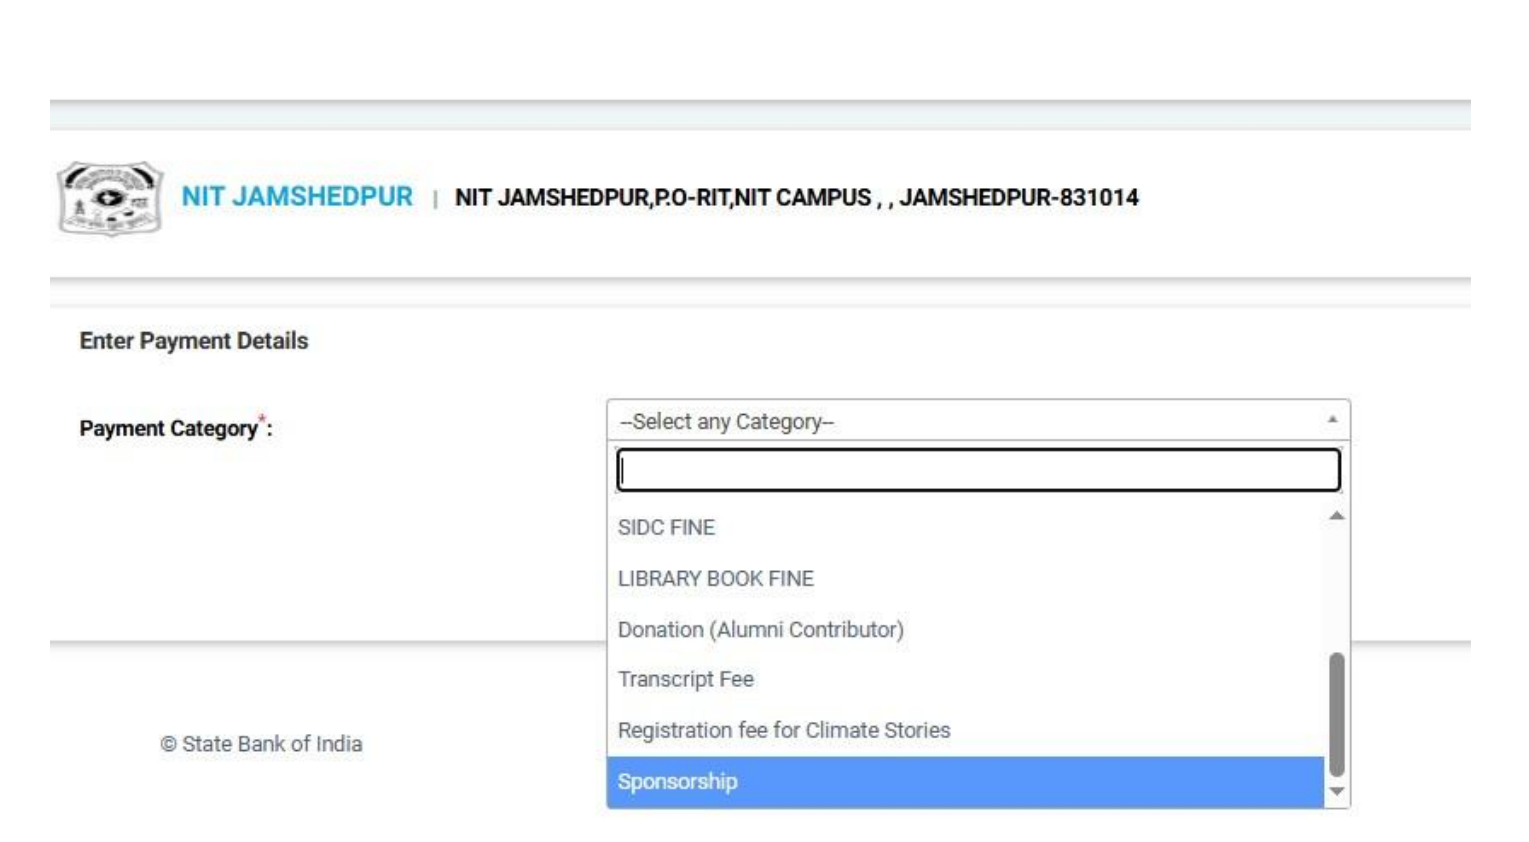 NIT JAMSHEDPUR | NIT JAMSHEDPUR,P.O-RIT,NIT CAMPUS , , JAMSHEDPUR-831014
Enter Payment Details
Payment Category*:
--Select any Category--
SIDC FINE
LIBRARY BOOK FINE
Donation (Alumni Contributor)
Transcript Fee
Registration fee for Climate Stories
Sponsorship
© State Bank of India